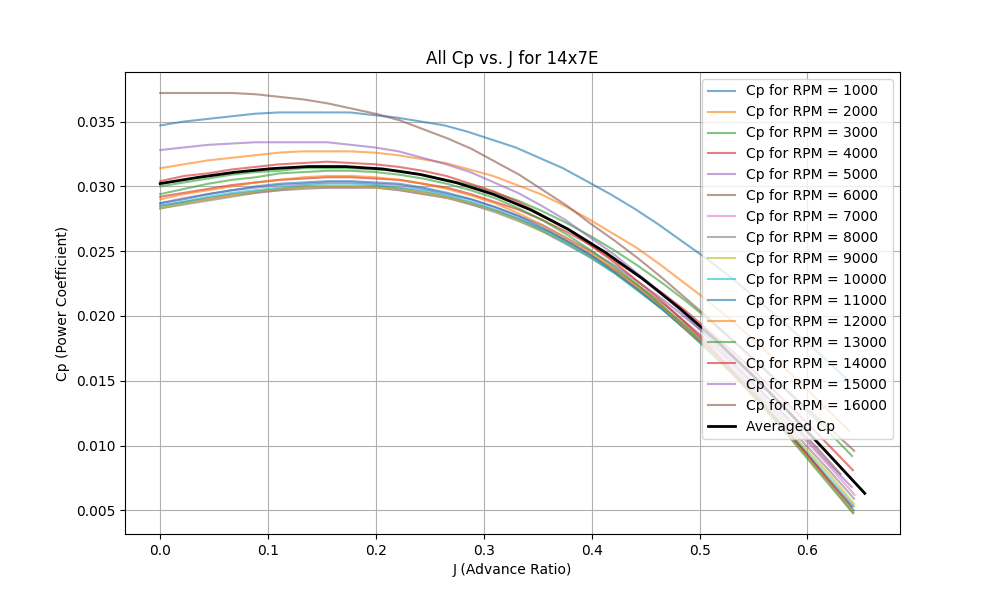 All Cp vs. J for 14x7E
Cp (Power Coefficient)
0.035
0.030
0.025
0.020
0.015
0.010
0.005
0.0 0.1 0.2 0.3 0.4 0.5 0.6
J (Advance Ratio)
Cp for RPM = 1000
Cp for RPM = 2000
Cp for RPM = 3000
Cp for RPM = 4000
Cp for RPM = 5000
Cp for RPM = 6000
Cp for RPM = 7000
Cp for RPM = 8000
Cp for RPM = 9000
Cp for RPM = 10000
Cp for RPM = 11000
Cp for RPM = 12000
Cp for RPM = 13000
Cp for RPM = 14000
Cp for RPM = 15000
Cp for RPM = 16000
Averaged Cp